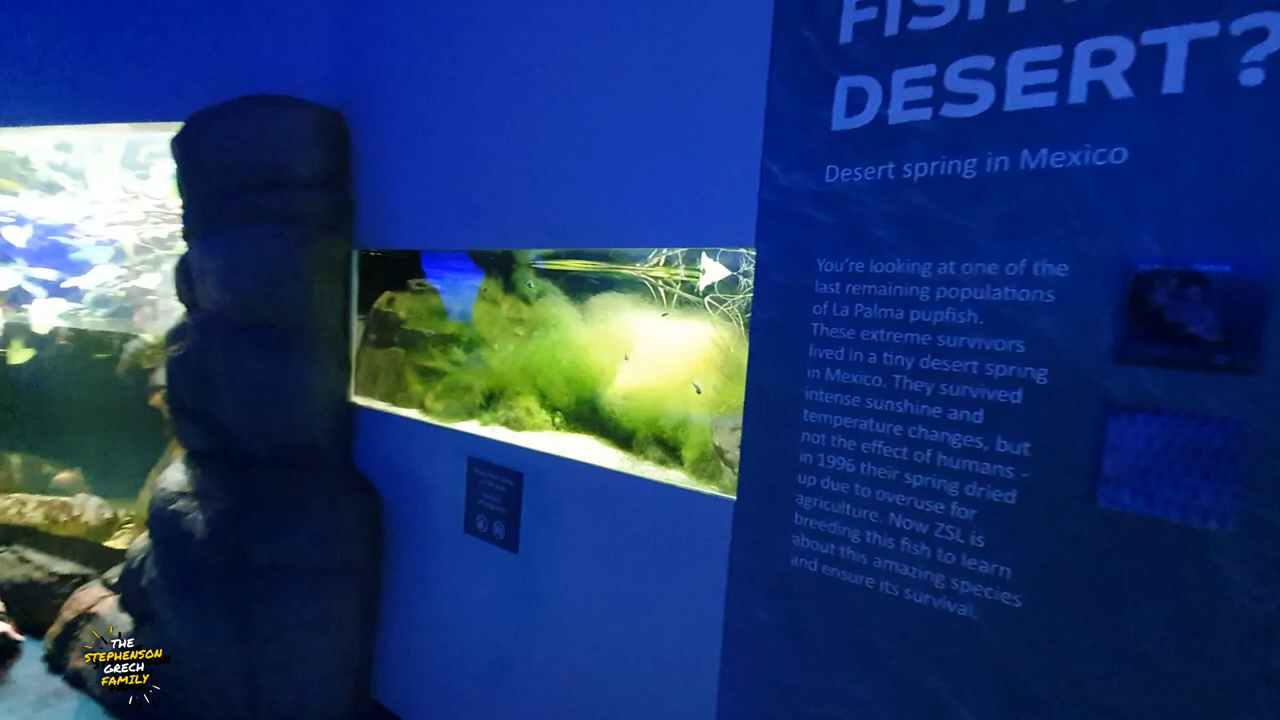 FISH
DESERT?
Desert spring in Mexico
You're looking at one of the
last remaining populations
of La Palma pupfish.
These extreme survivors
lived in a tiny desert spring
in Mexico. They survived
intense sunshine and
temperature changes, but
not the effect of humans -
in 1996 their spring dried
up due to overuse for
agriculture. Now ZSL is
breeding this fish to learn
about this amazing species
and ensure its survival.
THE
STEPHENSON
GRECH
FAMILY